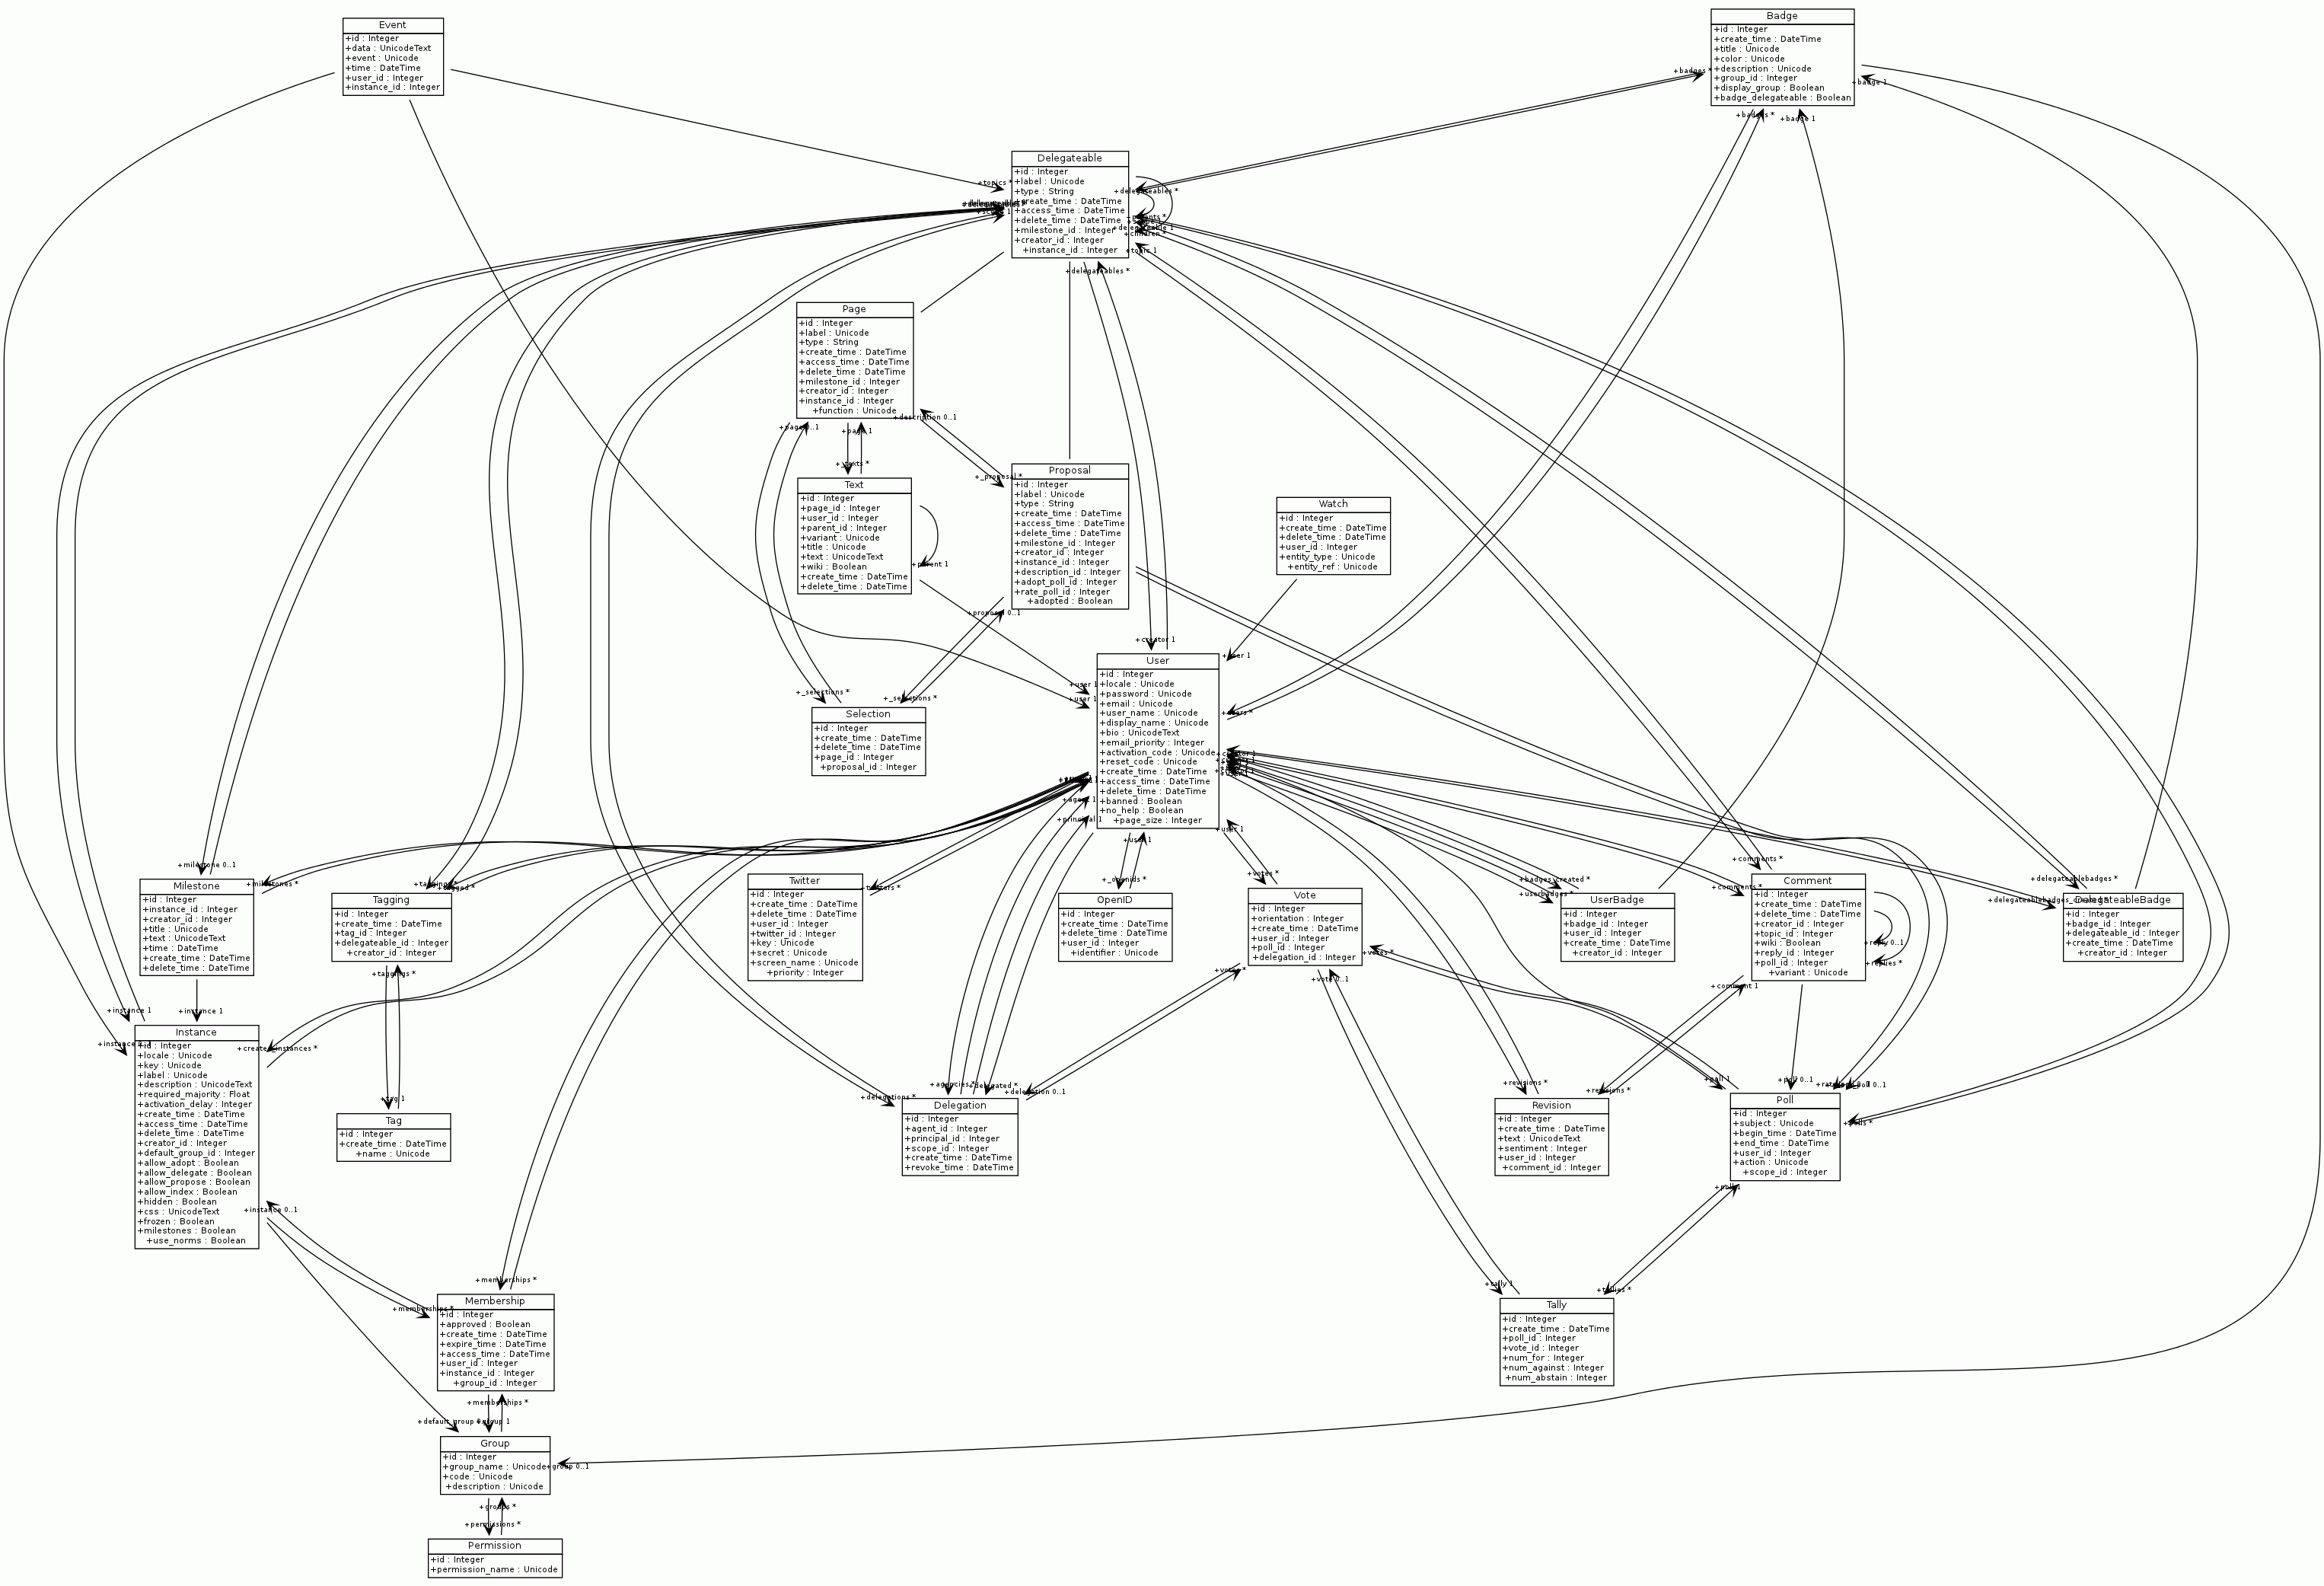 Event
+id : Integer
+data : UnicodeText
+event : Unicode
+time : DateTime
+user_id : Integer
+instance_id : Integer
Badge
+id : Integer
+create_time : DateTime
+title : Unicode
+color : Unicode
+description : Unicode
+group_id : Integer
+display_group : Boolean
+badge_delegateable : Boolean
+badges *
+badge 1
+badges *
+badge 1
Delegateable
+id : Integer
+label : Unicode
+type : String
+create_time : DateTime
+access_time : DateTime
+delete_time : DateTime
+milestone_id : Integer
+creator_id : Integer
+instance_id : Integer
+topics *
+delegateables *
+parents *
+delegateable 1
+children *
+topic 1
+delegateables *
Page
+id : Integer
+label : Unicode
+type : String
+create_time : DateTime
+access_time : DateTime
+delete_time : DateTime
+milestone_id : Integer
+creator_id : Integer
+instance_id : Integer
+function : Unicode
+description 0..1
+page 0..1
+page 1
+_texts *
+_proposal *
Text
+id : Integer
+page_id : Integer
+user_id : Integer
+parent_id : Integer
+variant : Unicode
+title : Unicode
+text : UnicodeText
+wiki : Boolean
+create_time : DateTime
+delete_time : DateTime
+parent 1
Proposal
+id : Integer
+label : Unicode
+type : String
+create_time : DateTime
+access_time : DateTime
+delete_time : DateTime
+milestone_id : Integer
+creator_id : Integer
+instance_id : Integer
+description_id : Integer
+adopt_poll_id : Integer
+rate_poll_id : Integer
+adopted : Boolean
+proposal 0..1
Watch
+id : Integer
+create_time : DateTime
+delete_time : DateTime
+user_id : Integer
+entity_type : Unicode
+entity_ref : Unicode
+creator 1
+user 1
+user 1
+user 1
+users *
User
+id : Integer
+locale : Unicode
+password : Unicode
+email : Unicode
+user_name : Unicode
+display_name : Unicode
+bio : UnicodeText
+email_priority : Integer
+activation_code : Unicode
+reset_code : Unicode
+create_time : DateTime
+access_time : DateTime
+delete_time : DateTime
+banned : Boolean
+no_help : Boolean
+page_size : Integer
+creator 1
+agent 1
+principal 1
+user 1
+user 1
+_selections *
+_selections *
Selection
+id : Integer
+create_time : DateTime
+delete_time : DateTime
+page_id : Integer
+proposal_id : Integer
+milestone 0..1
+milestones *
Milestone
+id : Integer
+instance_id : Integer
+creator_id : Integer
+title : Unicode
+text : UnicodeText
+time : DateTime
+create_time : DateTime
+delete_time : DateTime
+taggings *
+tagged *
Tagging
+id : Integer
+create_time : DateTime
+tag_id : Integer
+delegateable_id : Integer
+creator_id : Integer
+taggings *
Twitter
+id : Integer
+create_time : DateTime
+delete_time : DateTime
+user_id : Integer
+twitter_id : Integer
+key : Unicode
+secret : Unicode
+screen_name : Unicode
+priority : Integer
+twitters *
+_openids *
OpenID
+id : Integer
+create_time : DateTime
+delete_time : DateTime
+user_id : Integer
+identifier : Unicode
+votes *
Vote
+id : Integer
+orientation : Integer
+create_time : DateTime
+user_id : Integer
+poll_id : Integer
+delegation_id : Integer
+votes *
+votes *
+vote 0..1
+badges_created *
+userbadges *
UserBadge
+id : Integer
+badge_id : Integer
+user_id : Integer
+create_time : DateTime
+creator_id : Integer
+comments *
+comments *
Comment
+id : Integer
+create_time : DateTime
+delete_time : DateTime
+creator_id : Integer
+topic_id : Integer
+wiki : Boolean
+reply_id : Integer
+poll_id : Integer
+variant : Unicode
+reply 0..1
+replies *
+comment 1
+delegateablebadges *
+delegateablebadges_created *
DelegateableBadge
+id : Integer
+badge_id : Integer
+delegateable_id : Integer
+create_time : DateTime
+creator_id : Integer
+instance 1
+instance 1
+created_instances *
Instance
+id : Integer
+locale : Unicode
+key : Unicode
+label : Unicode
+description : UnicodeText
+required_majority : Float
+activation_delay : Integer
+create_time : DateTime
+access_time : DateTime
+delete_time : DateTime
+creator_id : Integer
+default_group_id : Integer
+allow_adopt : Boolean
+allow_delegate : Boolean
+allow_propose : Boolean
+allow_index : Boolean
+hidden : Boolean
+css : UnicodeText
+frozen : Boolean
+milestones : Boolean
+use_norms : Boolean
+instance 0..1
+tag 1
Tag
+id : Integer
+create_time : DateTime
+name : Unicode
+agencies *
+delegated *
+delegation 0..1
+delegations *
Delegation
+id : Integer
+agent_id : Integer
+principal_id : Integer
+scope_id : Integer
+create_time : DateTime
+revoke_time : DateTime
+revisions *
+revisions *
Revision
+id : Integer
+create_time : DateTime
+text : UnicodeText
+sentiment : Integer
+user_id : Integer
+comment_id : Integer
+poll 1
+poll 0..1
Poll
+id : Integer
+subject : Unicode
+begin_time : DateTime
+end_time : DateTime
+user_id : Integer
+action : Unicode
+scope_id : Integer
+polls *
+poll 1
+memberships *
+memberships *
Membership
+id : Integer
+approved : Boolean
+create_time : DateTime
+expire_time : DateTime
+access_time : DateTime
+user_id : Integer
+instance_id : Integer
+group_id : Integer
+tally 1
+tallies *
Tally
+id : Integer
+create_time : DateTime
+poll_id : Integer
+vote_id : Integer
+num_for : Integer
+num_against : Integer
+num_abstain : Integer
+memberships *
+default_group
+group 1
Group
+id : Integer
+group_name : Unicode
+code : Unicode
+description : Unicode
+group 0..1
+groups *
+permissions *
Permission
+id : Integer
+permission_name : Unicode